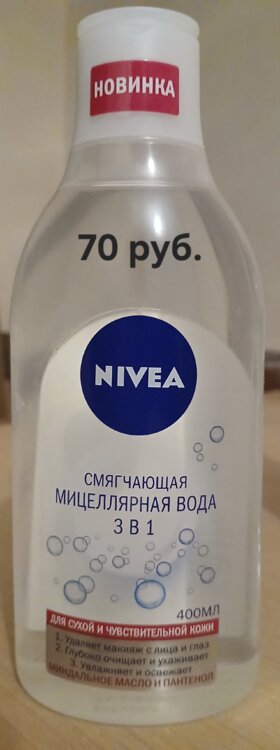 НОВИНКА
70 руб.
NIVEA
СМЯГЧАЮЩАЯ
МИЦЕЛЛЯРНАЯ ВОДА
3 В 1
400МЛ
ДЛЯ СУХОЙ И ЧУВСТВИТЕЛЬНОЙ КОЖИ
1. Удаляет макияж с лица и глаз
2. Глубоко очищает и ухаживает
3. Увлажняет и освежает
МИНДАЛЬНОЕ МАСЛО И ПАНТЕНОЛ